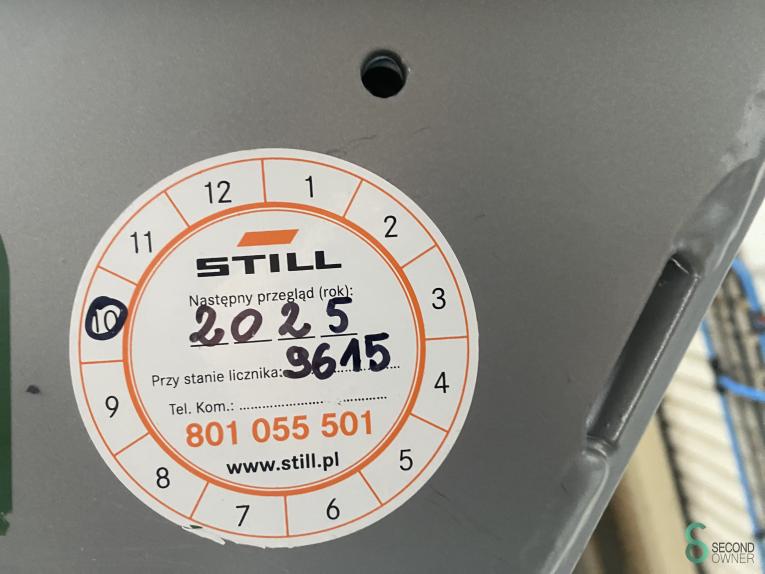 12 1 2 3 4 5 6 7 8 9 10 11
STILL
Następny przegląd (rok):
2025
Przy stanie licznika: 9615
Tel. Kom.:
801 055 501
www.still.pl
SECOND
OWNER